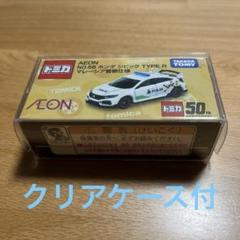 トミカ
AEON
NO.56 ホンダ シビック TYPE R
マレーシア警察仕様
TAKARA
TOMY
TOMICA
ÆON
tomica
トミカ
50th
クリアケース付